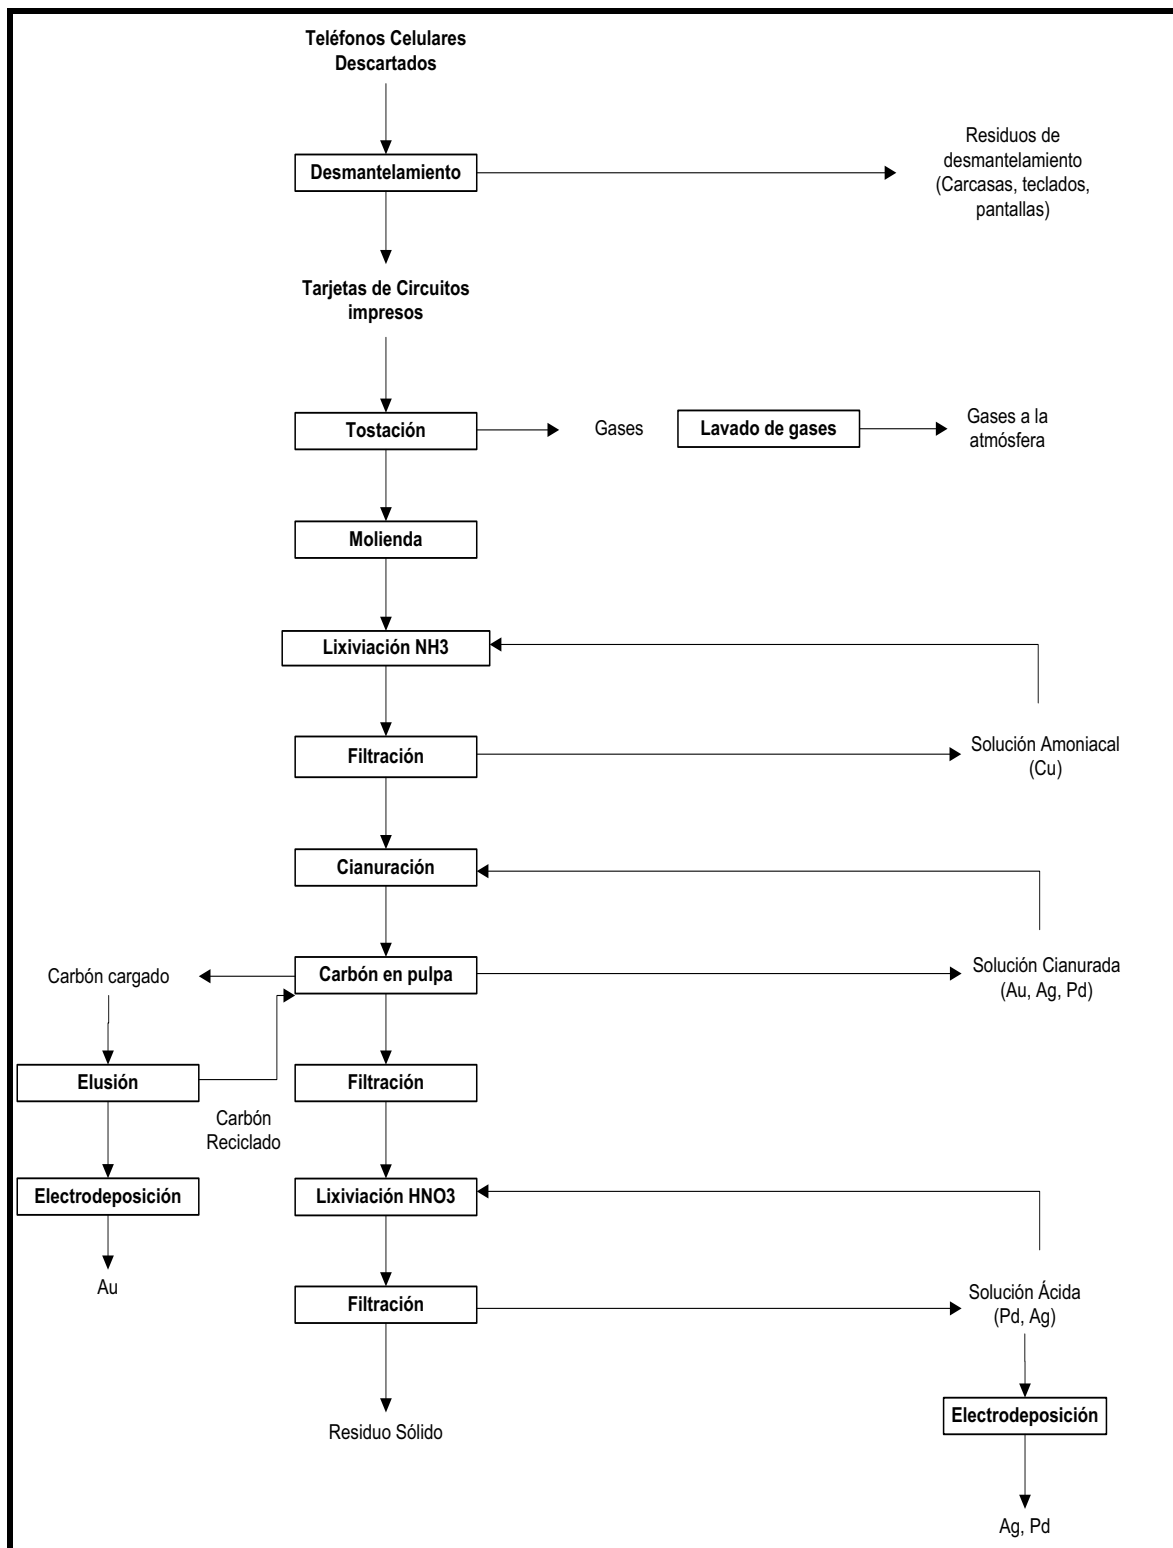 Teléfonos Celulares
Descartados
Desmantelamiento
Residuos de
desmantelamiento
(Carcasas, teclados,
pantallas)
Tarjetas de Circuitos
impresos
Tostación
Gases
Lavado de gases
Gases a la
atmósfera
Molienda
Lixiviación NH3
Filtración
Solución Amoniacal
(Cu)
Cianuración
Carbón cargado
Carbón en pulpa
Solución Cianurada
(Au, Ag, Pd)
Elusión
Filtración
Carbón
Reciclado
Electrodeposición
Lixiviación HNO3
Au
Filtración
Solución Ácida
(Pd, Ag)
Residuo Sólido
Electrodeposición
Ag, Pd